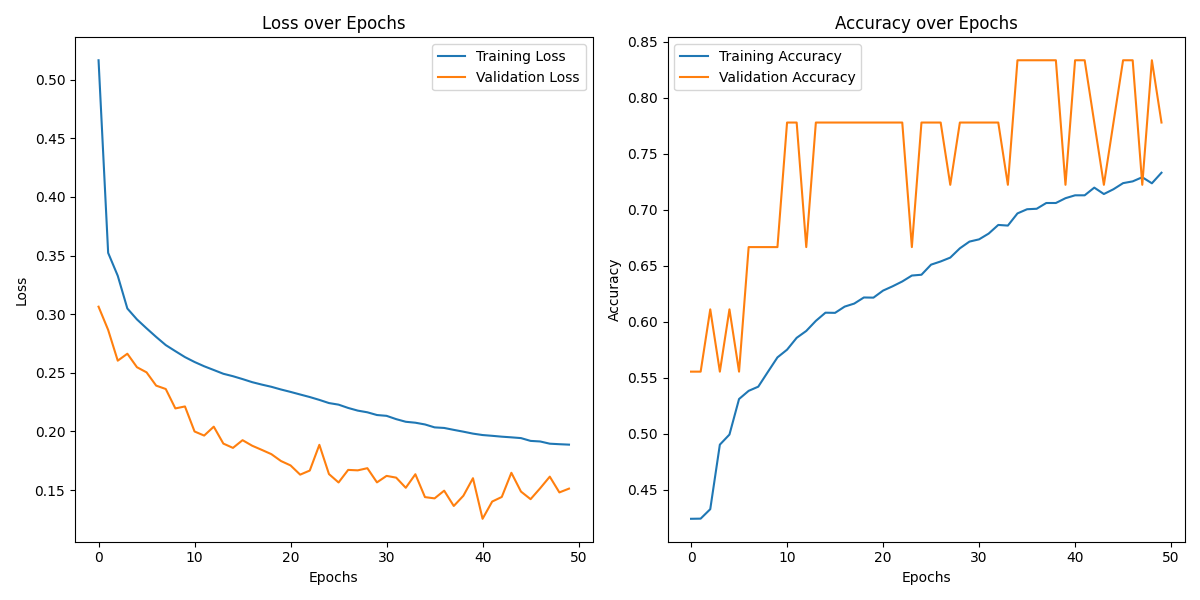 Loss over Epochs
Training Loss
Validation Loss
0.50
0.45
0.40
0.35
0.30
0.25
0.20
0.15
Loss
0 10 20 30 40 50
Epochs
Accuracy over Epochs
Training Accuracy
Validation Accuracy
0.85
0.80
0.75
0.70
0.65
0.60
0.55
0.50
0.45
Accuracy
0 10 20 30 40 50
Epochs